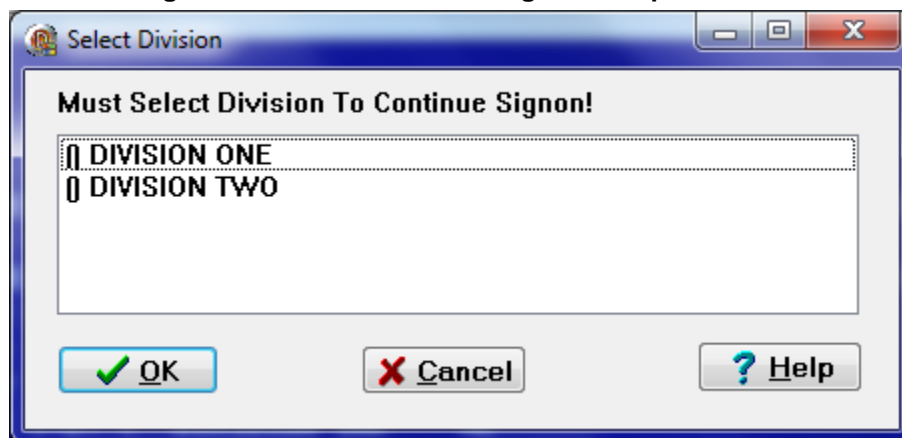 Select Division
Must Select Division To Continue Signon!
[] DIVISION ONE
[] DIVISION TWO
OK
Cancel
? Help